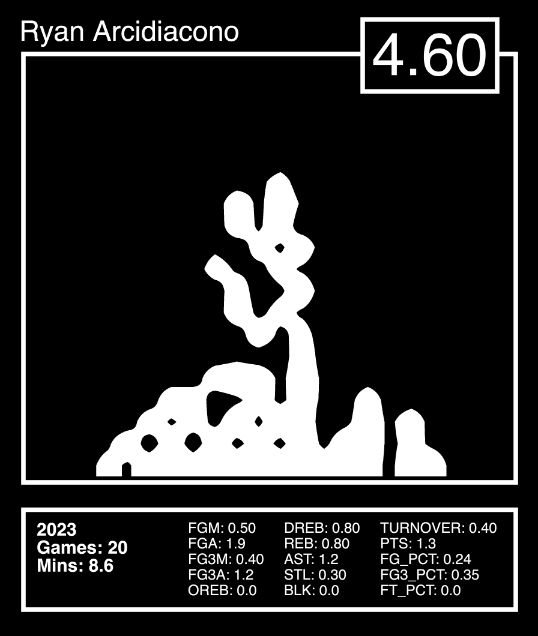 Ryan Arcidiacono
4.60
2023
Games: 20
Mins: 8.6
FGM: 0.50
FGA: 1.9
FG3M: 0.40
FG3A: 1.2
OREB: 0.0
DREB: 0.80
REB: 0.80
AST: 1.2
STL: 0.30
BLK: 0.0
TURNOVER: 0.40
PTS: 1.3
FG_PCT: 0.24
FG3_PCT: 0.35
FT_PCT: 0.0